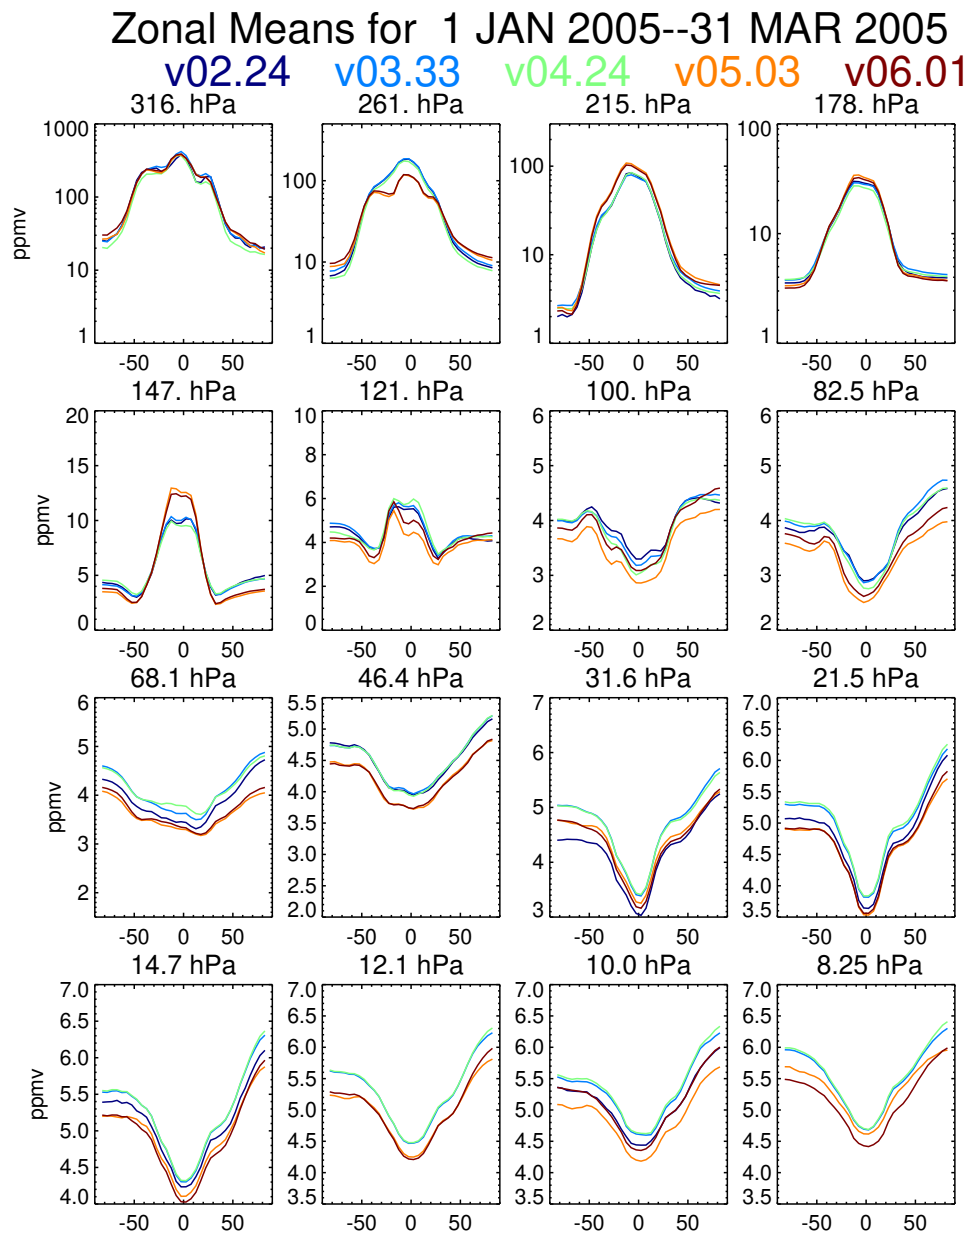 Zonal Means for 1 JAN 2005--31 MAR 2005
v02.24 v03.33 v04.24 v05.03 v06.01
316. hPa 261. hPa 215. hPa 178. hPa
1000 100 10 1
100 10 1
100 10 1
100 10 1
ppmv
-50 0 50 -50 0 50 -50 0 50 -50 0 50
147. hPa 121. hPa 100. hPa 82.5 hPa
20 15 10 5 0
10 8 6 4 2 0
6 5 4 3 2
6 5 4 3 2
ppmv
-50 0 50 -50 0 50 -50 0 50 -50 0 50
68.1 hPa 46.4 hPa 31.6 hPa 21.5 hPa
6 5 4 3 2
5.5 5.0 4.5 4.0 3.5 3.0 2.5 2.0
7 6 5 4 3
7.0 6.5 6.0 5.5 5.0 4.5 4.0 3.5
ppmv
-50 0 50 -50 0 50 -50 0 50 -50 0 50
14.7 hPa 12.1 hPa 10.0 hPa 8.25 hPa
7.0 6.5 6.0 5.5 5.0 4.5 4.0
7.0 6.5 6.0 5.5 5.0 4.5 4.0 3.5
7.0 6.5 6.0 5.5 5.0 4.5 4.0 3.5
7.0 6.5 6.0 5.5 5.0 4.5 4.0 3.5
ppmv
-50 0 50 -50 0 50 -50 0 50 -50 0 50